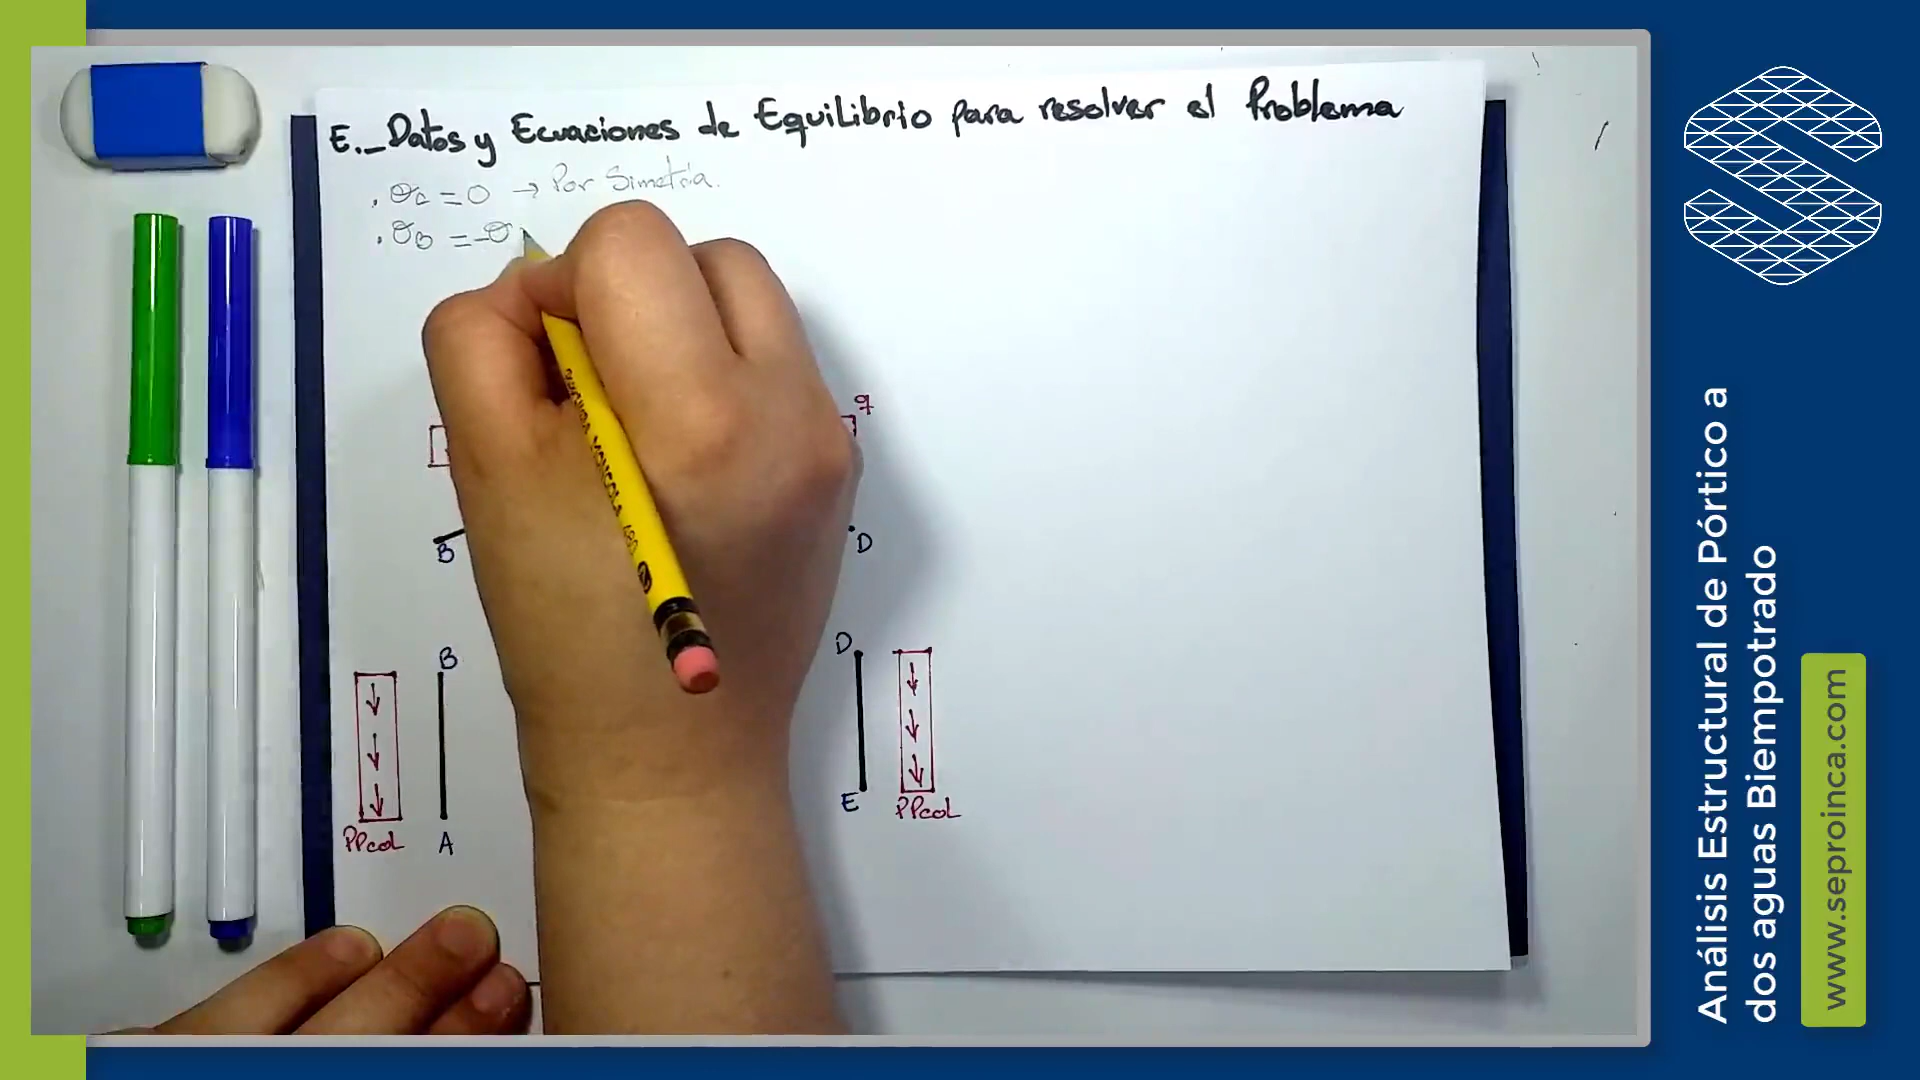 E._Datos y Ecuaciones de Equilibrio para resolver el Problema
. θc = 0 → Por Simetría.
. θB = -θ
q
B
D
B
D
A
E
PPcol
PPcol
Análisis Estructural de Pórtico a
dos aguas Biempotrado
www.seproinca.com